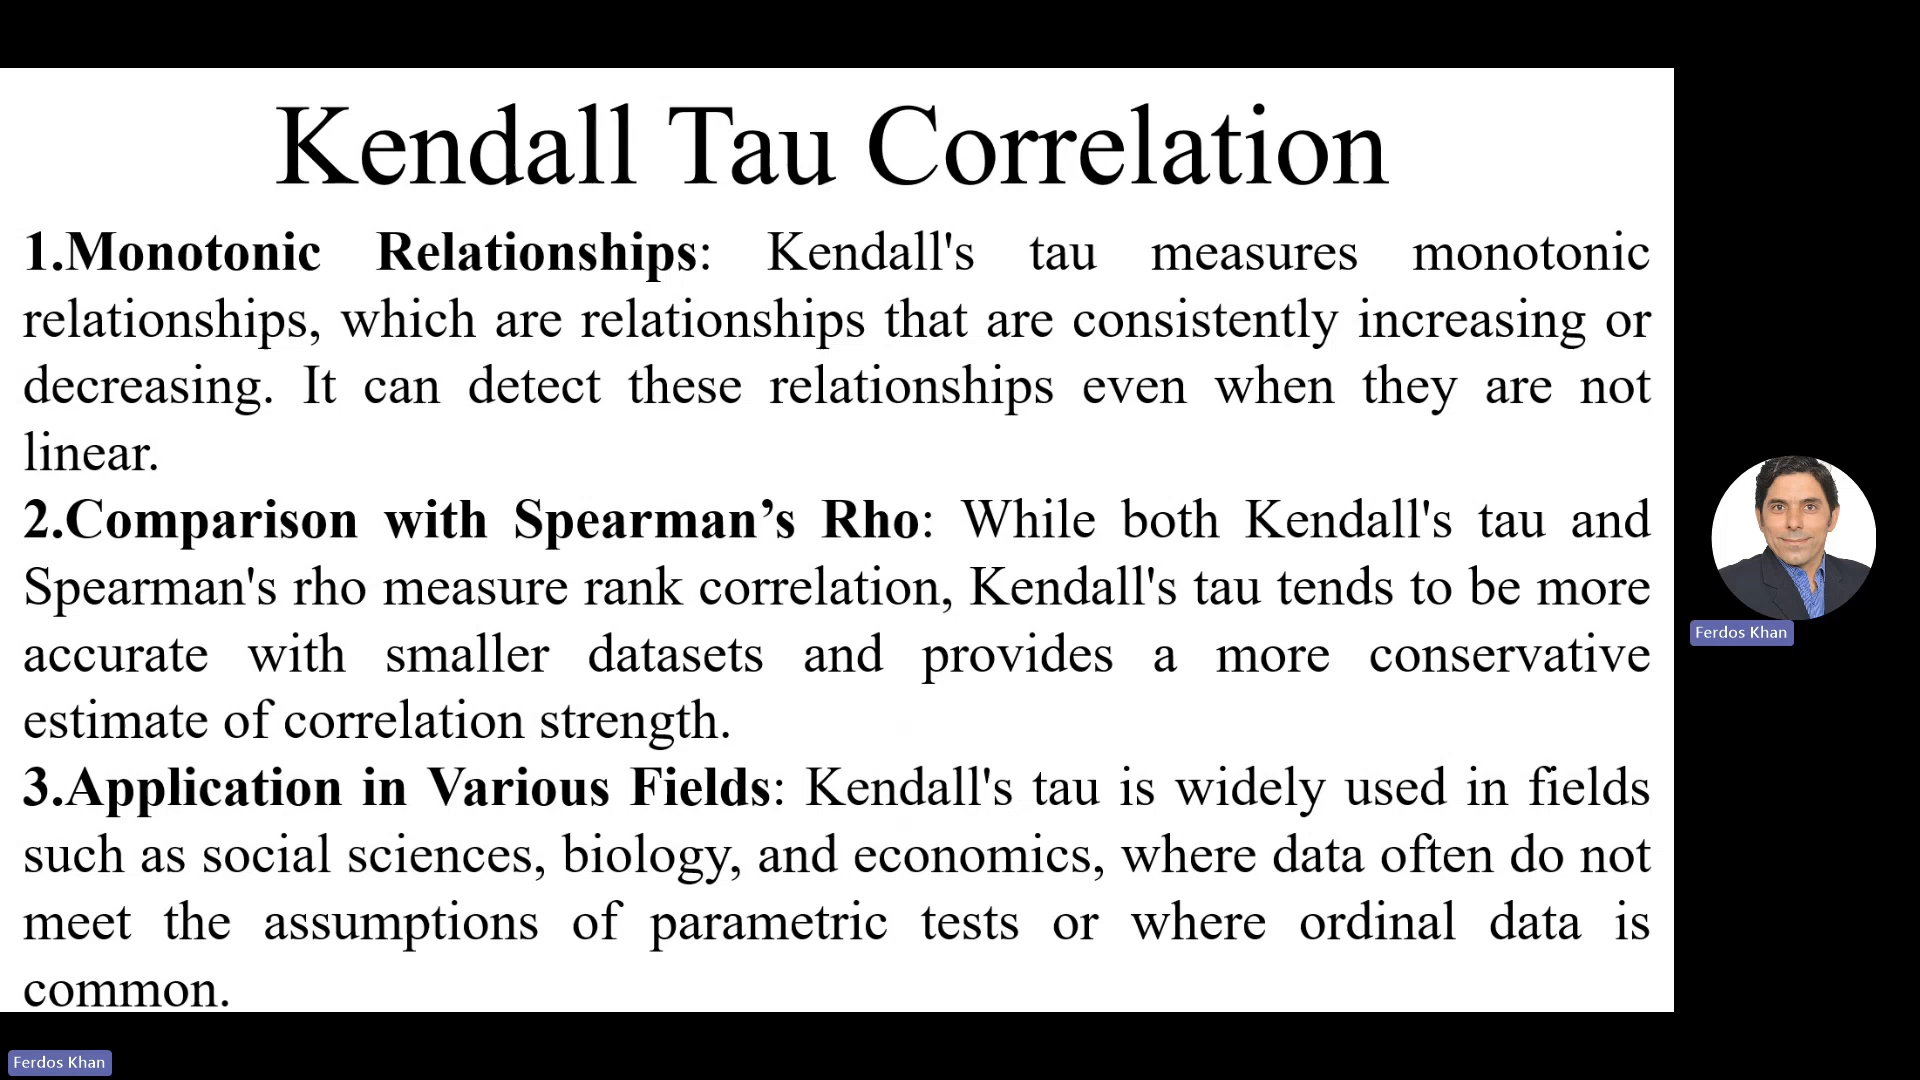 Kendall Tau Correlation
1.Monotonic Relationships: Kendall's tau measures monotonic
relationships, which are relationships that are consistently increasing or
decreasing. It can detect these relationships even when they are not
linear.
2.Comparison with Spearman’s Rho: While both Kendall's tau and
Spearman's rho measure rank correlation, Kendall's tau tends to be more
accurate with smaller datasets and provides a more conservative
estimate of correlation strength.
3.Application in Various Fields: Kendall's tau is widely used in fields
such as social sciences, biology, and economics, where data often do not
meet the assumptions of parametric tests or where ordinal data is
common.
Ferdos Khan
Ferdos Khan